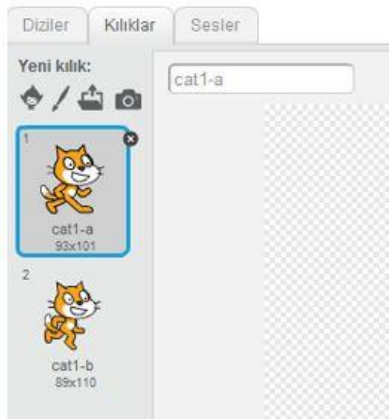 Diziler Kılıklar Sesler
Yeni kılık:
cat1-a
1
cat1-a
93x101
2
cat1-b
89x110